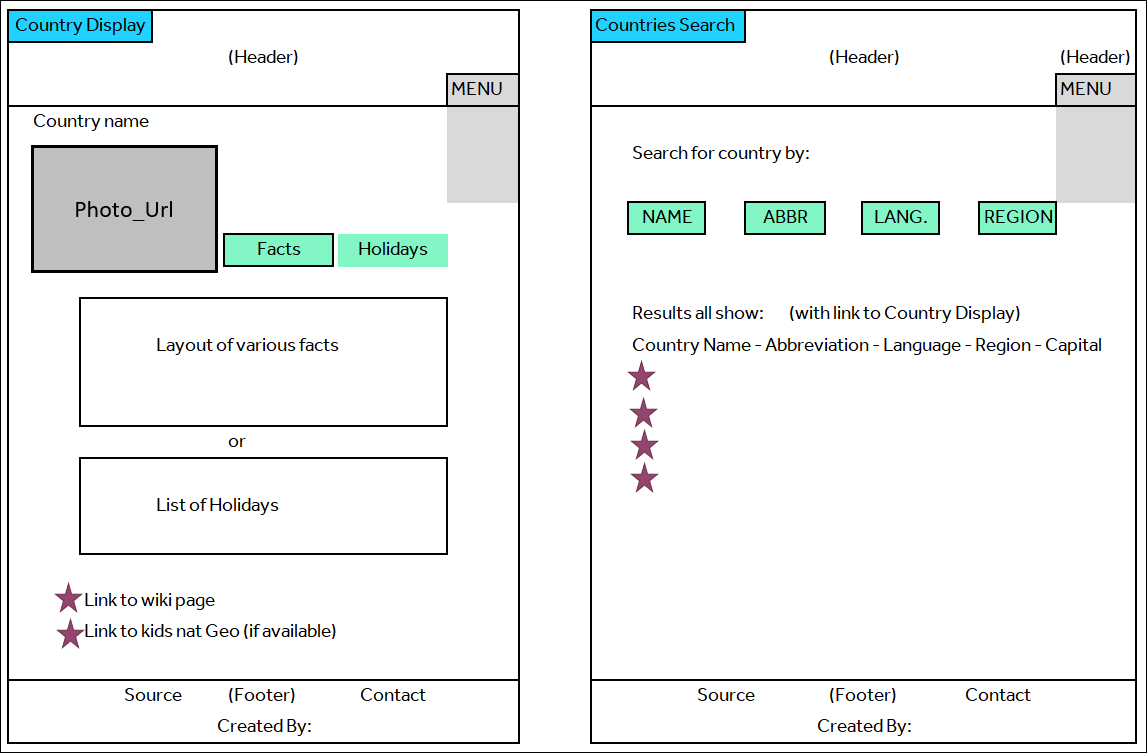 Country Display
(Header)
MENU
Country name
Photo_Url
Facts
Holidays
Layout of various facts
or
List of Holidays
Link to wiki page
Link to kids nat Geo (if available)
Source (Footer) Contact
Created By:
Countries Search
(Header) (Header)
MENU
Search for country by:
NAME ABBR LANG. REGION
Results all show: (with link to Country Display)
Country Name - Abbreviation - Language - Region - Capital
Source (Footer) Contact
Created By: